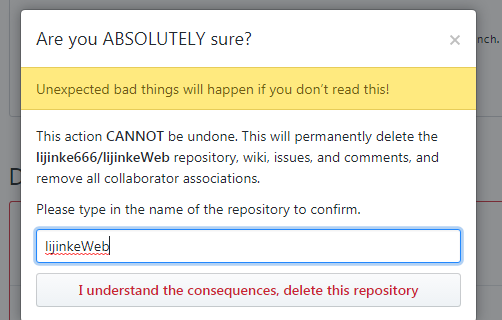 Are you ABSOLUTELY sure?
×
nch.
Unexpected bad things will happen if you don't read this!
This action CANNOT be undone. This will permanently delete the
lijinke666/lijinkeWeb repository, wiki, issues, and comments, and
remove all collaborator associations.
Please type in the name of the repository to confirm.
lijinkeWeb
I understand the consequences, delete this repository